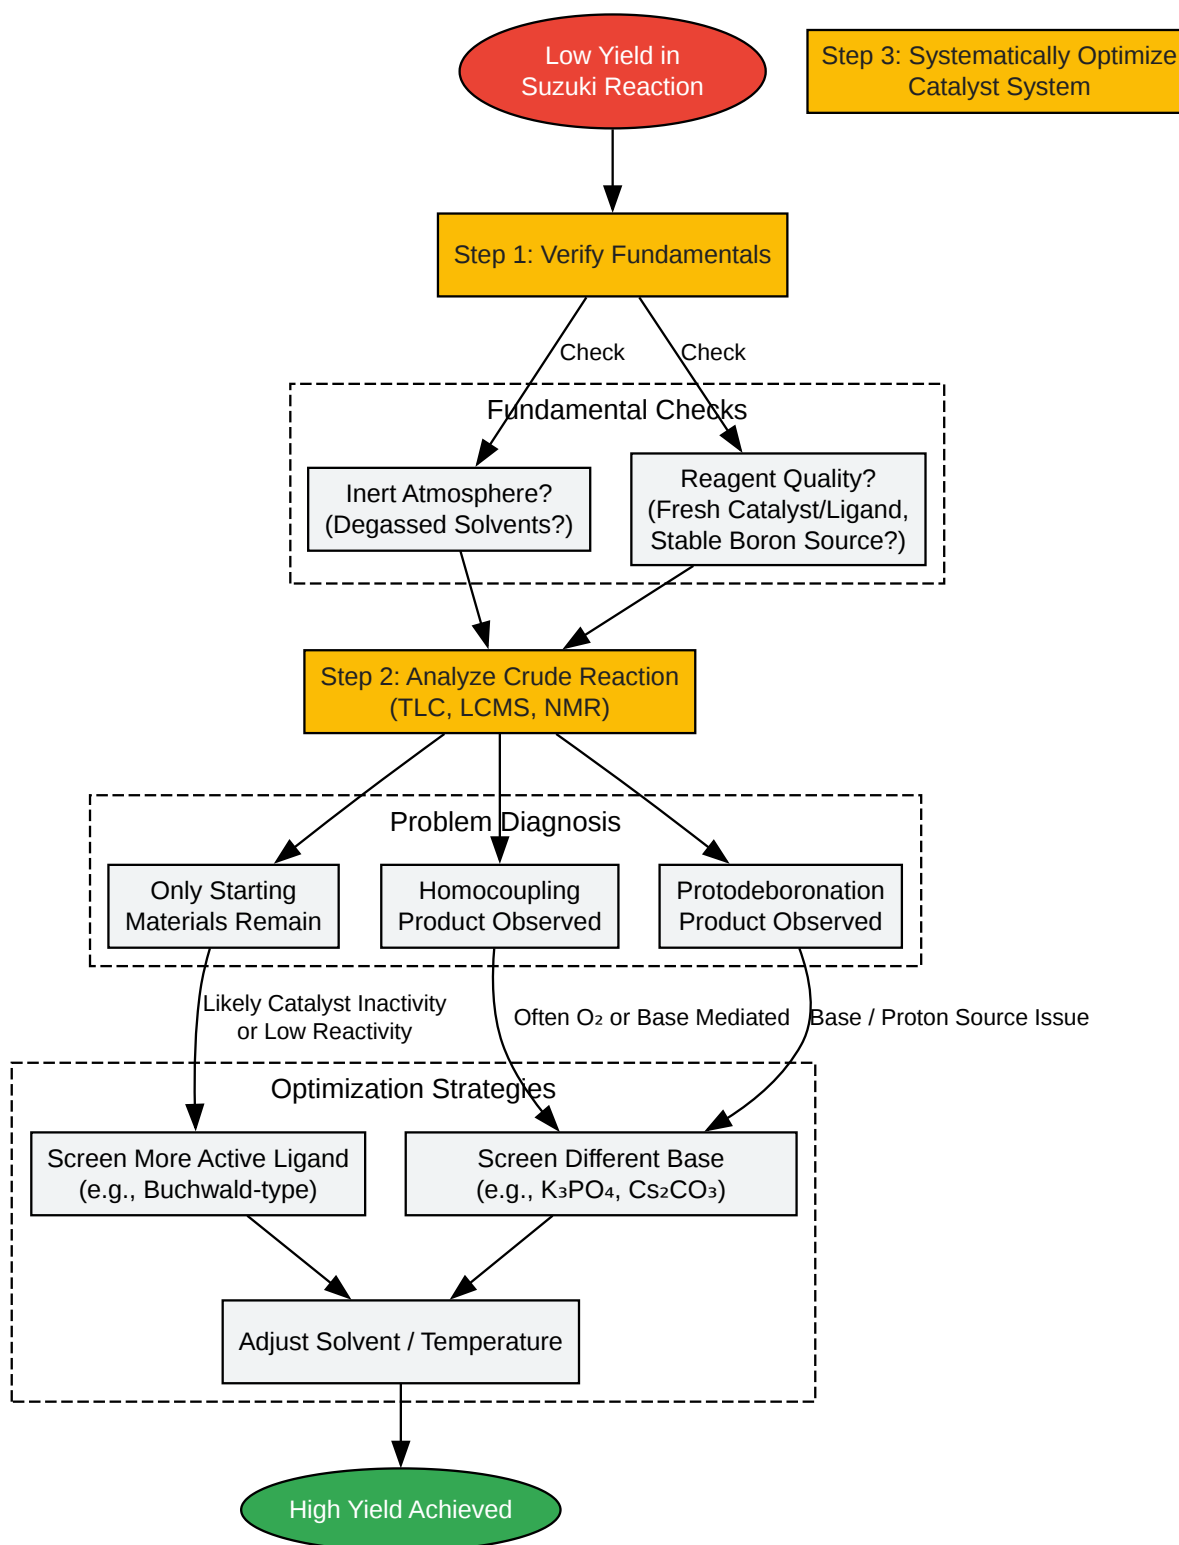 Low Yield in
Suzuki Reaction
Step 3: Systematically Optimize
Catalyst System
Step 1: Verify Fundamentals
Check
Check
Fundamental Checks
Inert Atmosphere?
(Degassed Solvents?)
Reagent Quality?
(Fresh Catalyst/Ligand,
Stable Boron Source?)
Step 2: Analyze Crude Reaction
(TLC, LCMS, NMR)
Problem Diagnosis
Only Starting
Materials Remain
Homocoupling
Product Observed
Protodeboronation
Product Observed
Likely Catalyst Inactivity
or Low Reactivity
Often O₂ or Base Mediated
Base / Proton Source Issue
Optimization Strategies
Screen More Active Ligand
(e.g., Buchwald-type)
Screen Different Base
(e.g., K₃PO₄, Cs₂CO₃)
Adjust Solvent / Temperature
High Yield Achieved